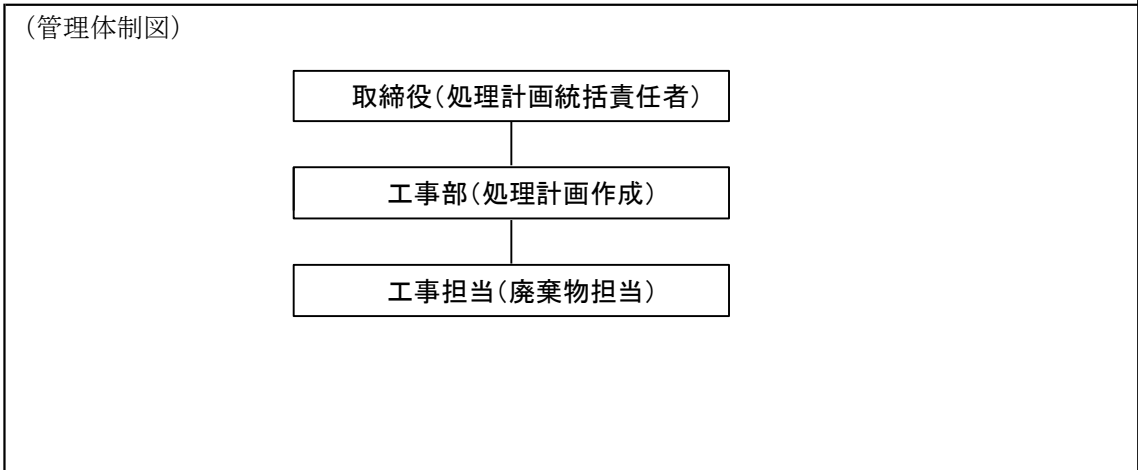 （管理体制図）
取締役（処理計画統括責任者）
工事部（処理計画作成）
工事担当（廃棄物担当）